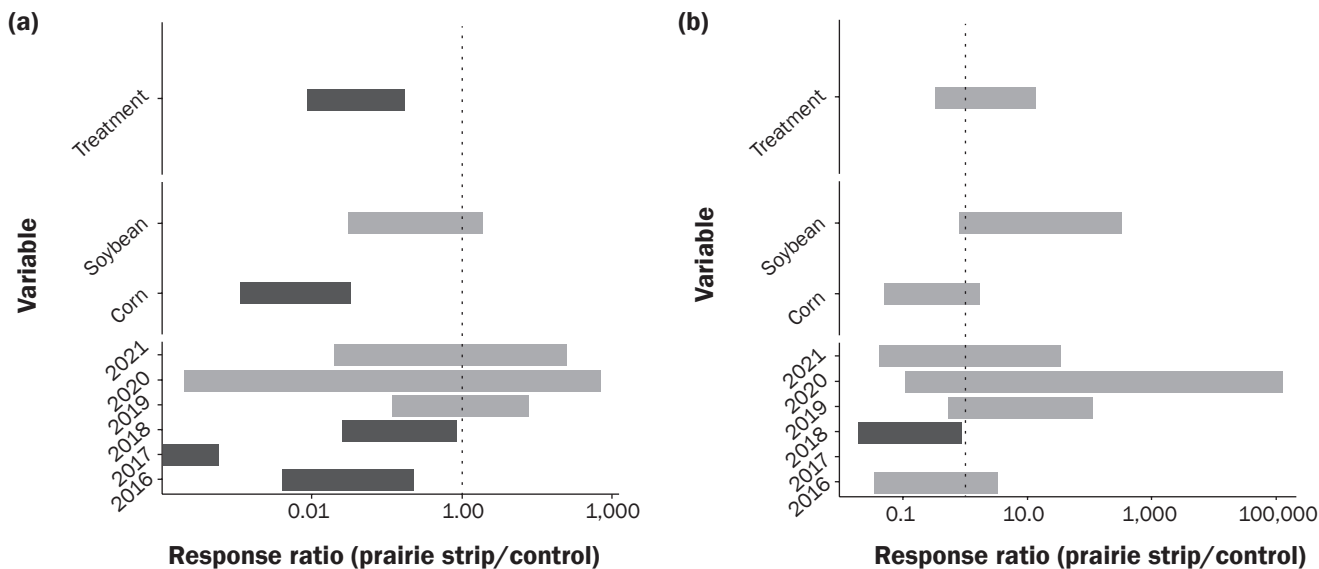 (a)
Variable
Treatment
Soybean
Corn
2021
2020
2019
2018
2017
2016
0.01
1.00
1,000
Response ratio (prairie strip/control)
(b)
Variable
Treatment
Soybean
Corn
2021
2020
2019
2018
2017
2016
0.1
10.0
1,000
100,000
Response ratio (prairie strip/control)